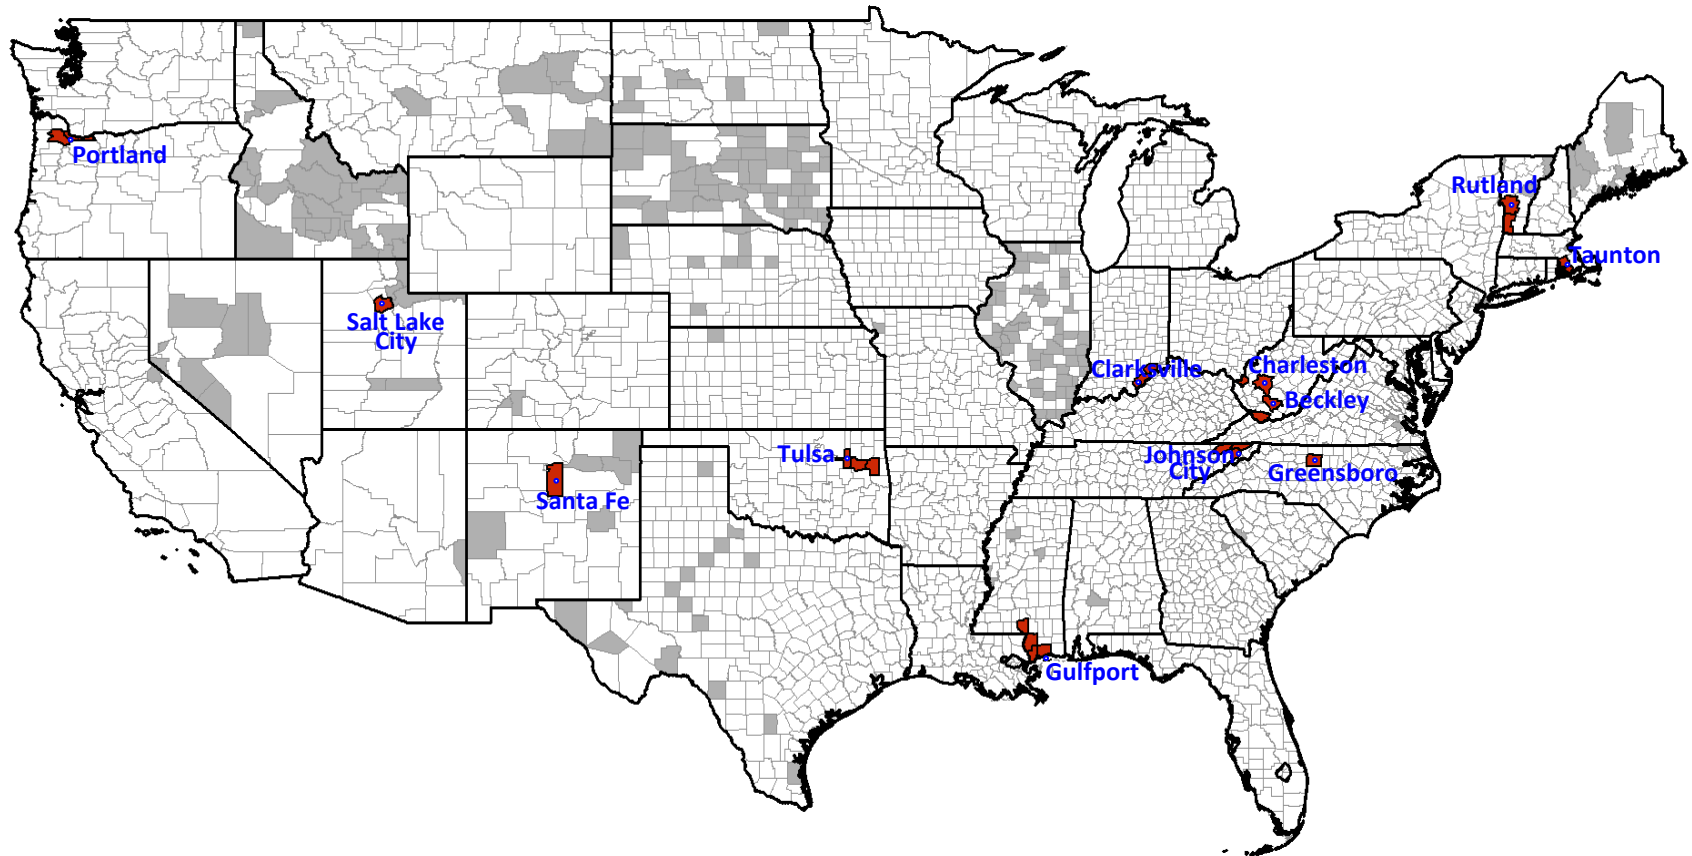 Portland
Rutland
Taunton
Salt Lake
City
Clarksville
Charleston
Beckley
Tulsa
Johnson
City
Greensboro
Santa Fe
Gulfport